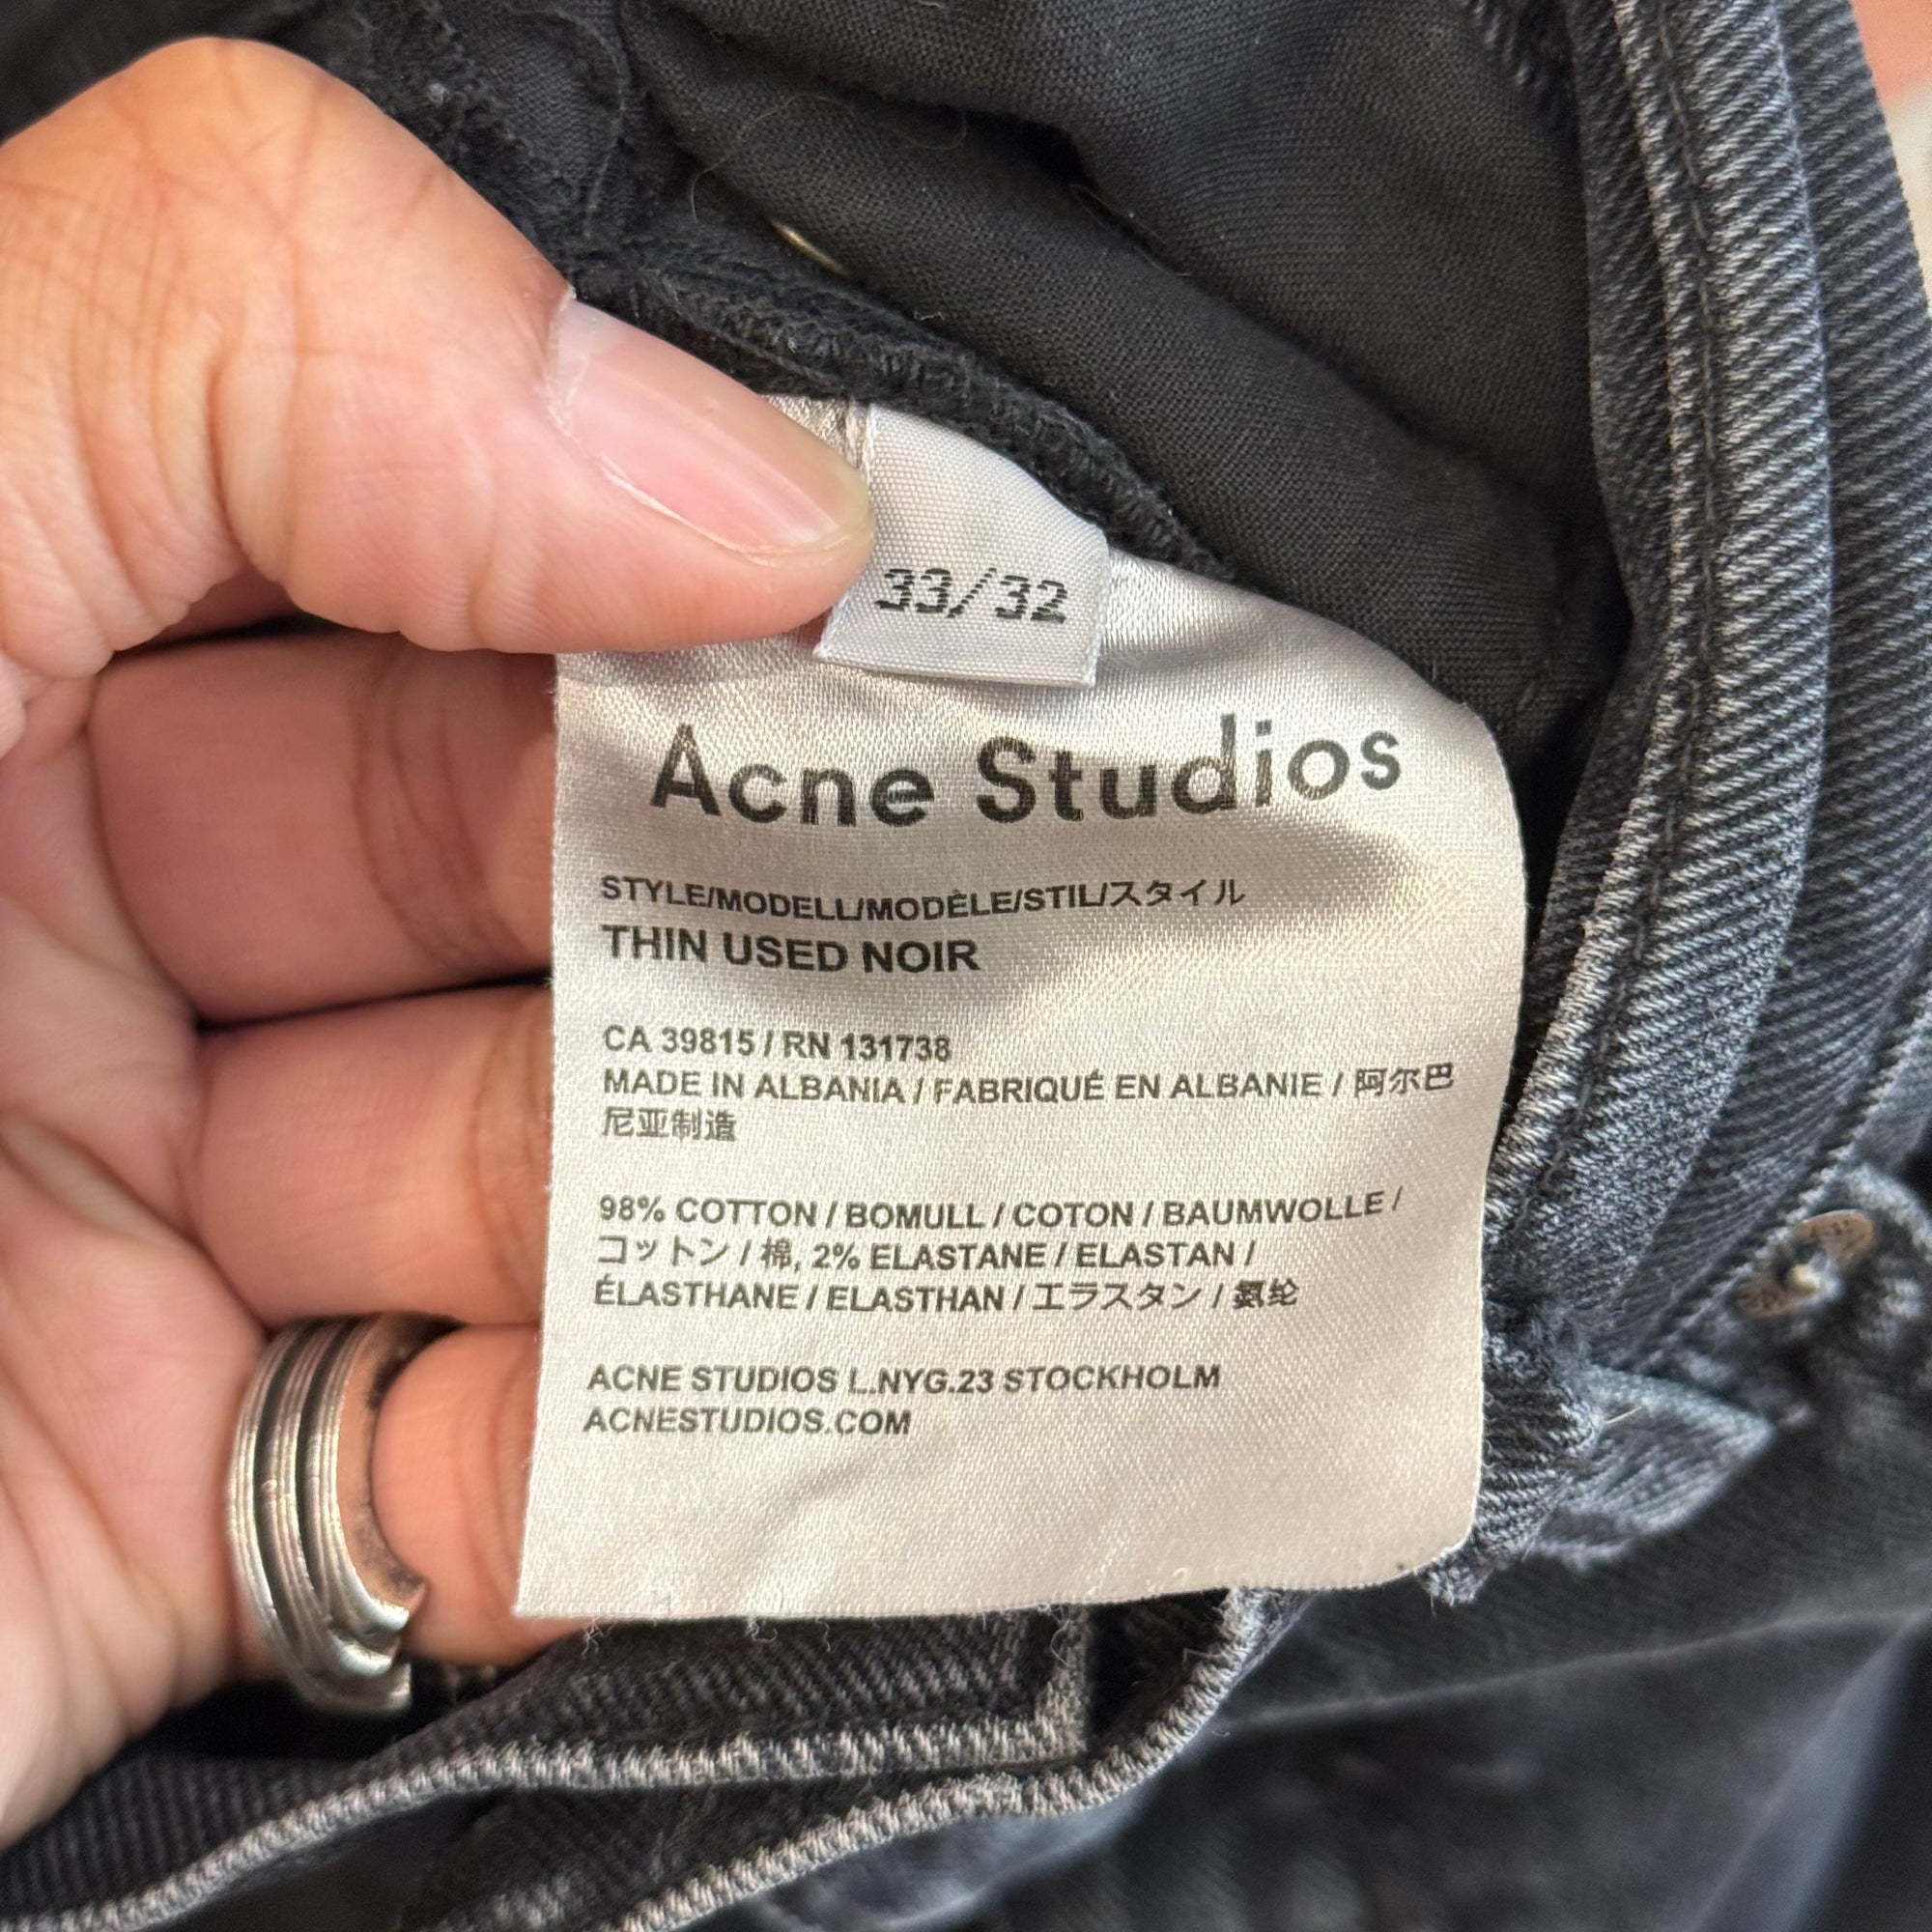 33/32
Acne Studios
STYLE/MODELL/MODÈLE/STIL/スタイル
THIN USED NOIR
CA 39815 / RN 131738
MADE IN ALBANIA / FABRIQUÉ EN ALBANIE / 阿尔巴
尼亚制造
98% COTTON / BOMULL / COTON / BAUMWOLLE /
コットン / 棉, 2% ELASTANE / ELASTAN /
ÉLASTHANE / ELASTHAN / エラスタン / 氨纶
ACNE STUDIOS L.NYG.23 STOCKHOLM
ACNESTUDIOS.COM